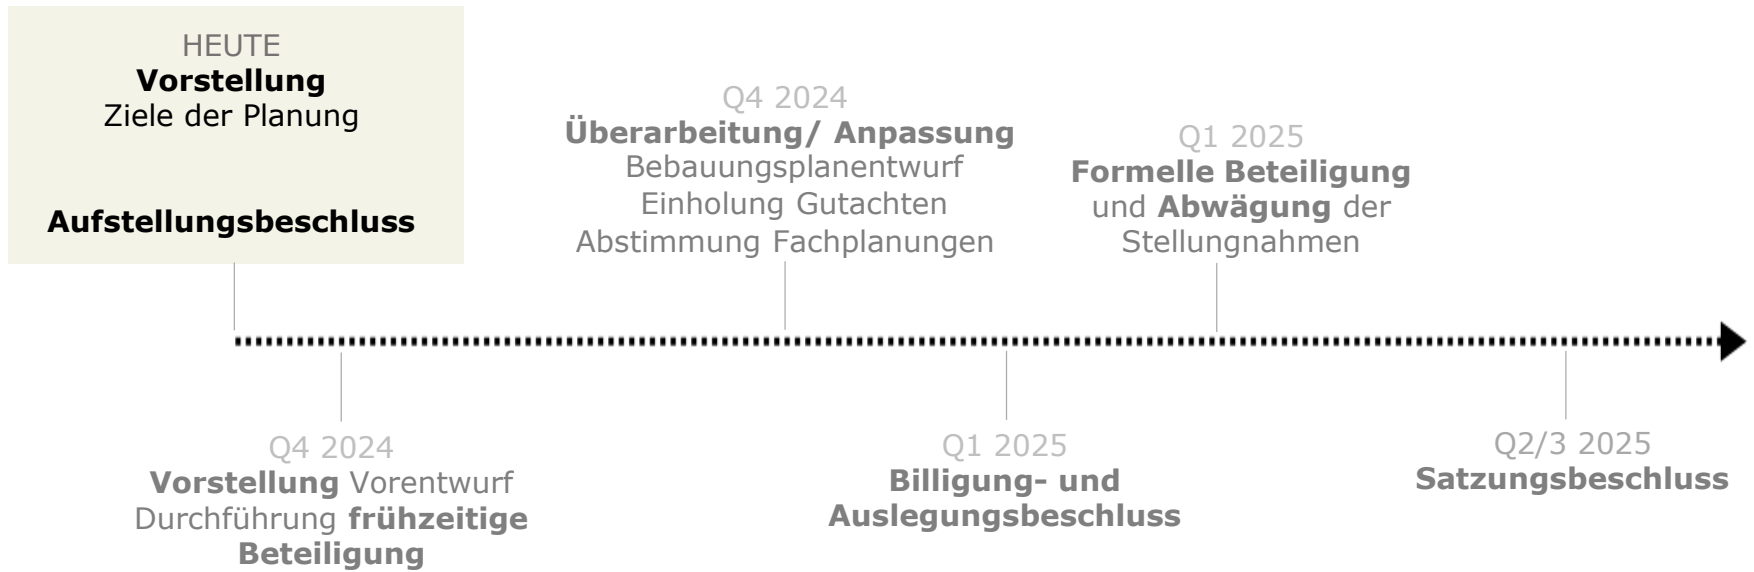 HEUTE
Vorstellung
Ziele der Planung
Aufstellungsbeschluss
Q4 2024
Vorstellung Vorentwurf
Durchführung frühzeitige
Beteiligung
Q4 2024
Überarbeitung/ Anpassung
Bebauungsplanentwurf
Einholung Gutachten
Abstimmung Fachplanungen
Q1 2025
Billigung- und
Auslegungsbeschluss
Q1 2025
Formelle Beteiligung
und Abwägung der
Stellungnahmen
Q2/3 2025
Satzungsbeschluss